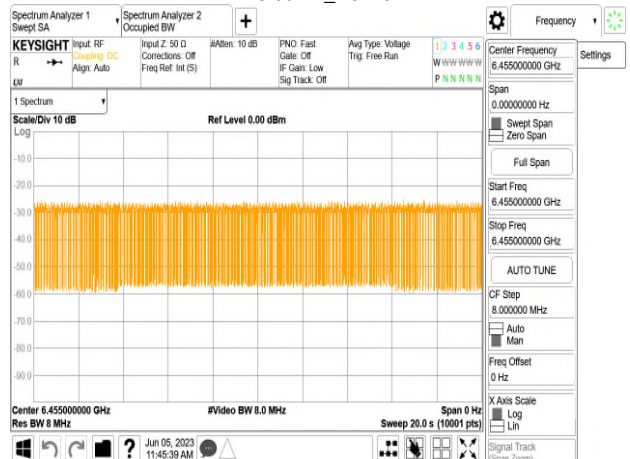 Spectrum Analyzer 1
Swept SA
Spectrum Analyzer 2
Occupied BW
+
Frequency
KEYSIGHT
R
LXI
Input: RF
Coupling: DC
Align: Auto
Input Z: 50 Ω
Corrections: Off
Freq Ref: Int (S)
#Atten: 10 dB
PNO: Fast
Gate: Off
IF Gain: Low
Sig Track: Off
Avg Type: Voltage
Trig: Free Run
1 2 3 4 5 6
W W W W W W
P N N N N N
Center Frequency
6.455000000 GHz
Settings
Span
0.00000000 Hz
Swept Span
Zero Span
Full Span
Start Freq
6.455000000 GHz
Stop Freq
6.455000000 GHz
AUTO TUNE
CF Step
8.000000 MHz
Auto
Man
Freq Offset
0 Hz
X Axis Scale
Log
Lin
Signal Track
(Span Zoom)
1 Spectrum
Scale/Div 10 dB
Ref Level 0.00 dBm
Log
-10.0
-20.0
-30.0
-40.0
-50.0
-60.0
-70.0
-80.0
-90.0
Center 6.455000000 GHz
#Video BW 8.0 MHz
Span 0 Hz
Res BW 8 MHz
Sweep 20.0 s (10001 pts)
?
Jun 05, 2023
11:45:39 AM